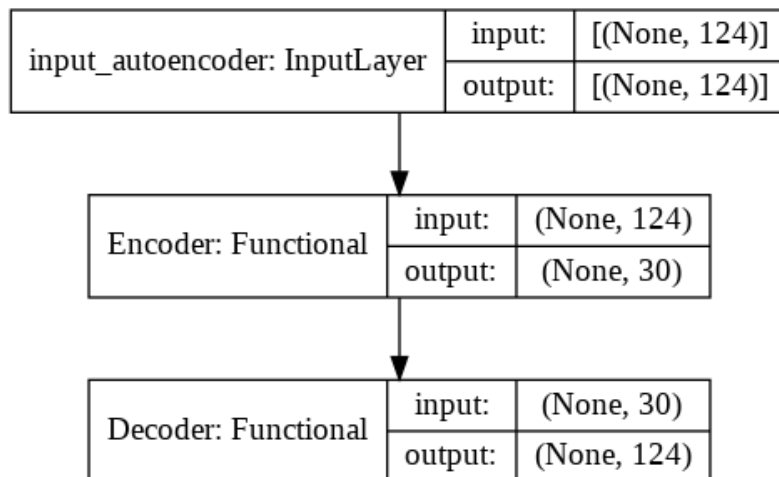 input_autoencoder: InputLayer
input: [(None, 124)]
output: [(None, 124)]
Encoder: Functional
input: (None, 124)
output: (None, 30)
Decoder: Functional
input: (None, 30)
output: (None, 124)